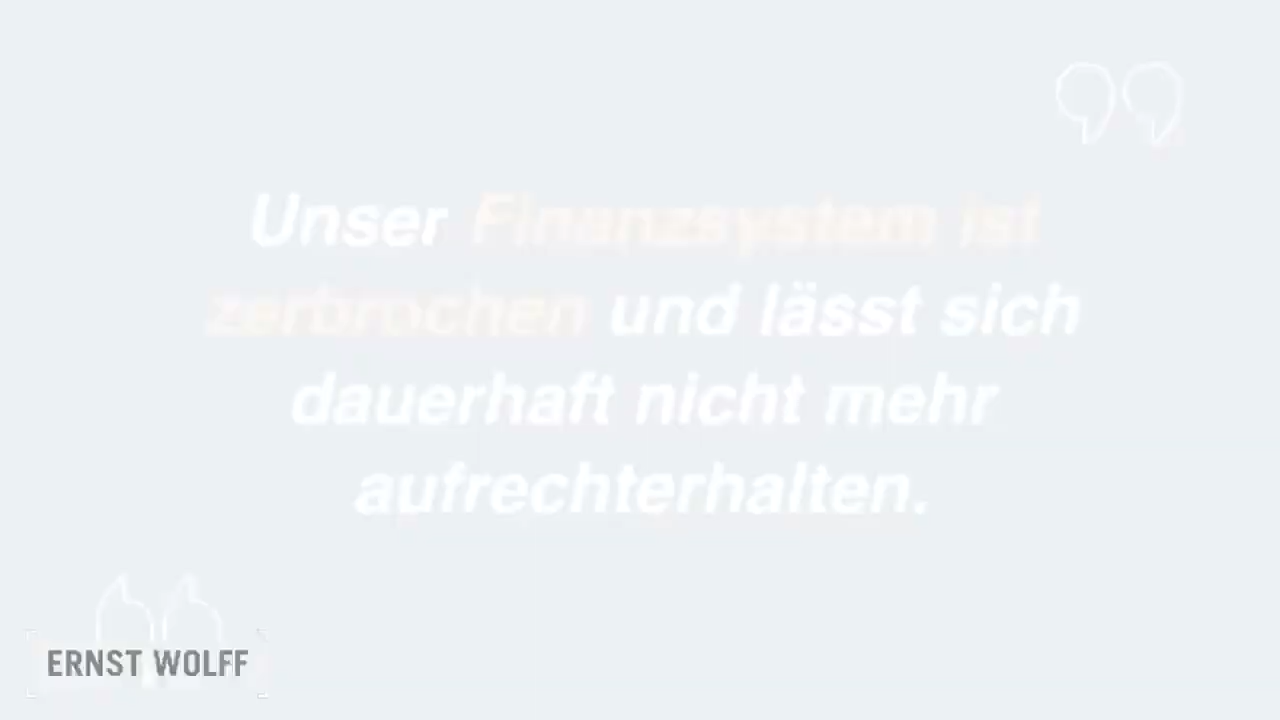 Unser Finanzsystem ist
zerbrochen und lässt sich
dauerhaft nicht mehr
aufrechterhalten.
ERNST WOLFF